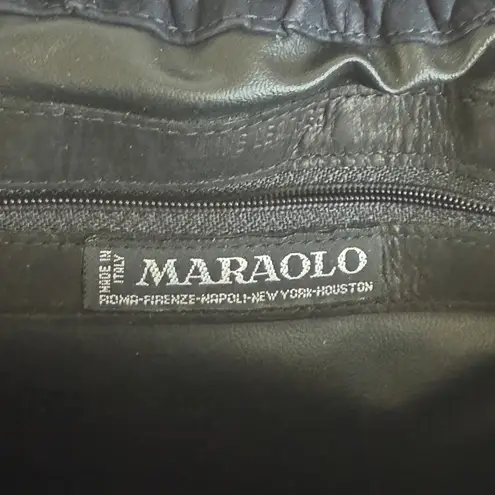 MADE IN
ITALY
MARAOLO
ROMA-FIRENZE-NAPOLI-NEW YORK-HOUSTON